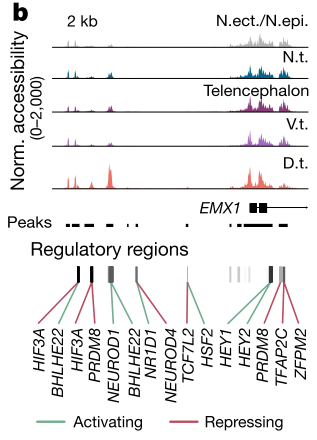 b
2 kb
N.ect./N.epi.
N.t.
Telencephalon
V.t.
D.t.
Norm. accessibility
(0–2,000)
EMX1
Peaks
Regulatory regions
HIF3A
BHLHE22
HIF3A
PRDM8
NEUROD1
BHLHE22
NR1D1
NEUROD4
TCF7L2
HSF2
HEY1
HEY2
PRDM8
TFAP2C
ZFPM2
Activating
Repressing